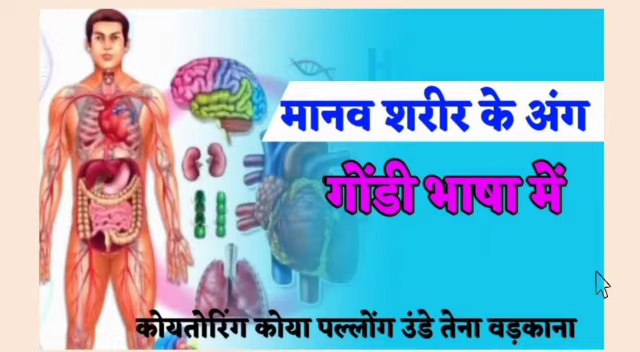 मानव शरीर के अंग
गोंडी भाषा में
कोयतोरिंग कोया पल्लोंग उंडे तेना वड़काना